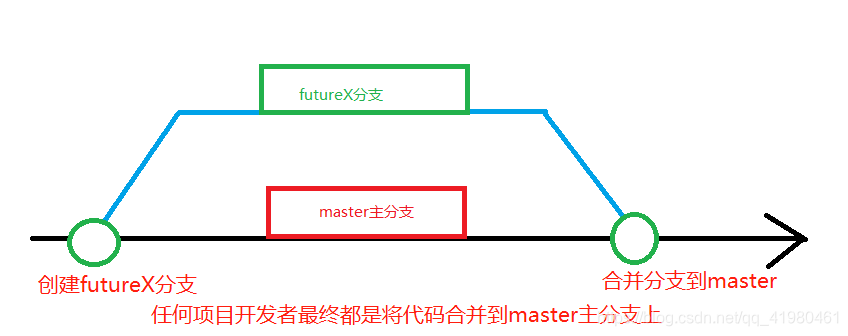 futureX分支
master主分支
创建futureX分支
合并分支到master
任何项目开发者最终都是将代码合并到master主分支上
blog.csdn.net/qq_41980461